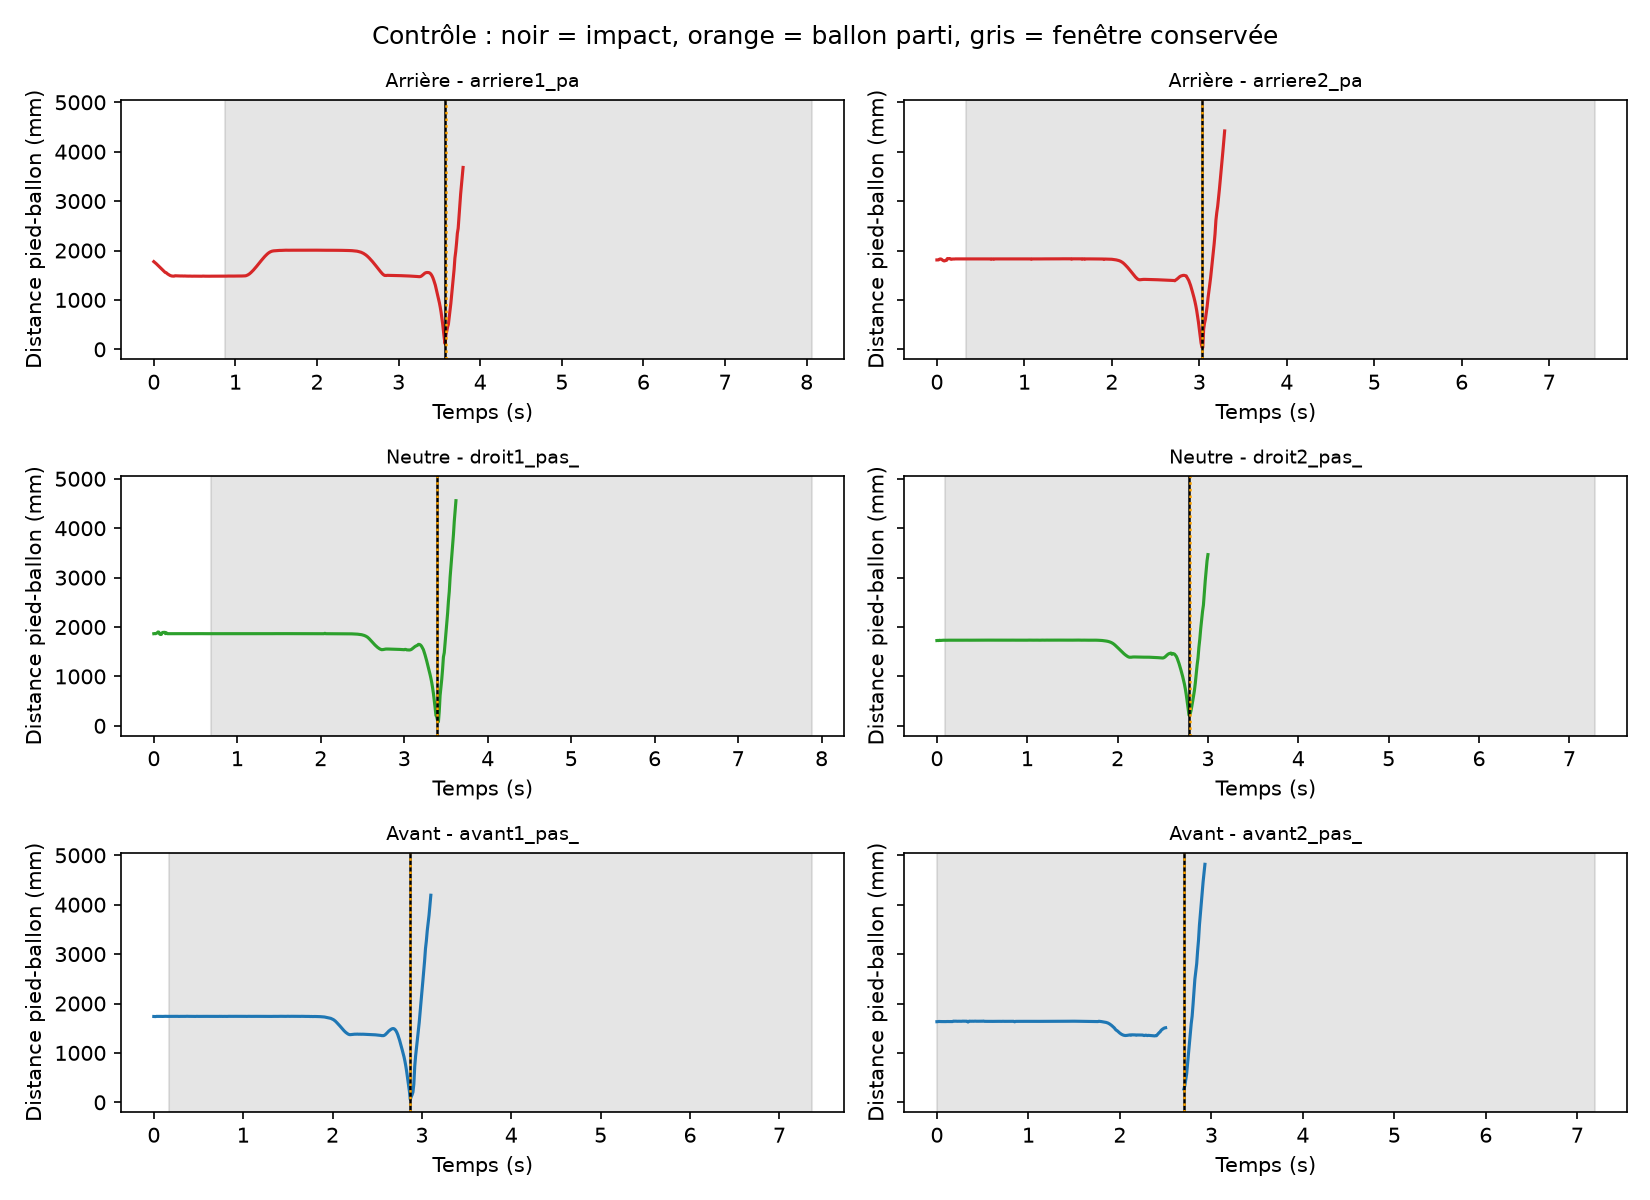 Contrôle : noir = impact, orange = ballon parti, gris = fenêtre conservée
Arrière - arriere1_pa
Distance pied-ballon (mm)
5000
4000
3000
2000
1000
0
0 1 2 3 4 5 6 7 8
Temps (s)
Arrière - arriere2_pa
Distance pied-ballon (mm)
0 1 2 3 4 5 6 7
Temps (s)
Neutre - droit1_pas_
Distance pied-ballon (mm)
5000
4000
3000
2000
1000
0
0 1 2 3 4 5 6 7 8
Temps (s)
Neutre - droit2_pas_
Distance pied-ballon (mm)
0 1 2 3 4 5 6 7
Temps (s)
Avant - avant1_pas_
Distance pied-ballon (mm)
5000
4000
3000
2000
1000
0
0 1 2 3 4 5 6 7
Temps (s)
Avant - avant2_pas_
Distance pied-ballon (mm)
0 1 2 3 4 5 6 7
Temps (s)